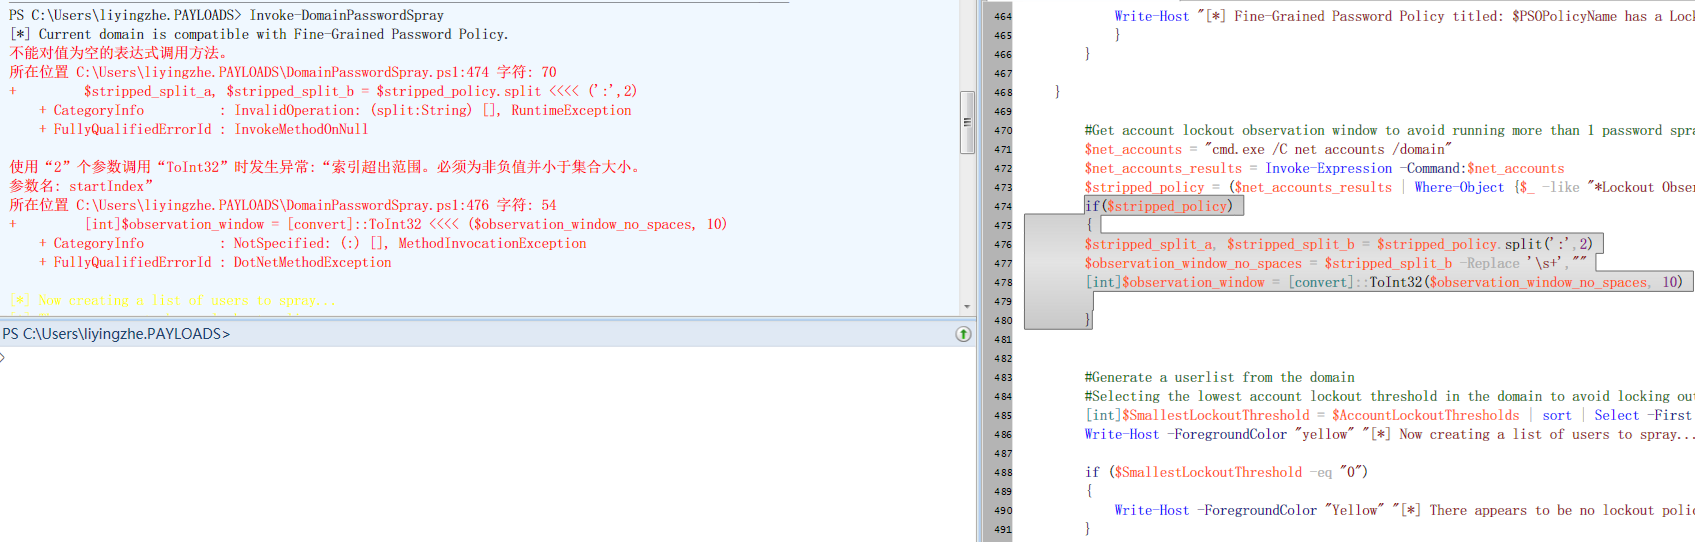 PS C:\Users\liyingzhe.PAYLOADS> Invoke-DomainPasswordSpray
[*] Current domain is compatible with Fine-Grained Password Policy.
不能对值为空的表达式调用方法。
所在位置 C:\Users\liyingzhe.PAYLOADS\DomainPasswordSpray.ps1:474 字符: 70
+         $stripped_split_a, $stripped_split_b = $stripped_policy.split <<<< (':',2)
    + CategoryInfo          : InvalidOperation: (split:String) [], RuntimeException
    + FullyQualifiedErrorId : InvokeMethodOnNull
使用“2”个参数调用“ToInt32”时发生异常:“索引超出范围。必须为非负值并小于集合大小。
参数名: startIndex”
所在位置 C:\Users\liyingzhe.PAYLOADS\DomainPasswordSpray.ps1:476 字符: 54
+         [int]$observation_window = [convert]::ToInt32 <<<< ($observation_window_no_spaces, 10)
    + CategoryInfo          : NotSpecified: (:) [], MethodInvocationException
    + FullyQualifiedErrorId : DotNetMethodException
[*] Now creating a list of users to spray...
PS C:\Users\liyingzhe.PAYLOADS>
464 Write-Host "[*] Fine-Grained Password Policy titled: $PSOPolicyName has a Loc
465 }
466 }
467
468 }
469
470 #Get account lockout observation window to avoid running more than 1 password spra
471 $net_accounts = "cmd.exe /C net accounts /domain"
472 $net_accounts_results = Invoke-Expression -Command:$net_accounts
473 $stripped_policy = ($net_accounts_results | Where-Object {$_ -like "*Lockout Obser
474 if($stripped_policy)
475 {
476 $stripped_split_a, $stripped_split_b = $stripped_policy.split(':',2)
477 $observation_window_no_spaces = $stripped_split_b -Replace '\s+',""
478 [int]$observation_window = [convert]::ToInt32($observation_window_no_spaces, 10)
479
480 }
481
482
483 #Generate a userlist from the domain
484 #Selecting the lowest account lockout threshold in the domain to avoid locking ou
485 [int]$SmallestLockoutThreshold = $AccountLockoutThresholds | sort | Select -First
486 Write-Host -ForegroundColor "yellow" "[*] Now creating a list of users to spray...
487
488 if ($SmallestLockoutThreshold -eq "0")
489 {
490 Write-Host -ForegroundColor "Yellow" "[*] There appears to be no lockout poli
491 }